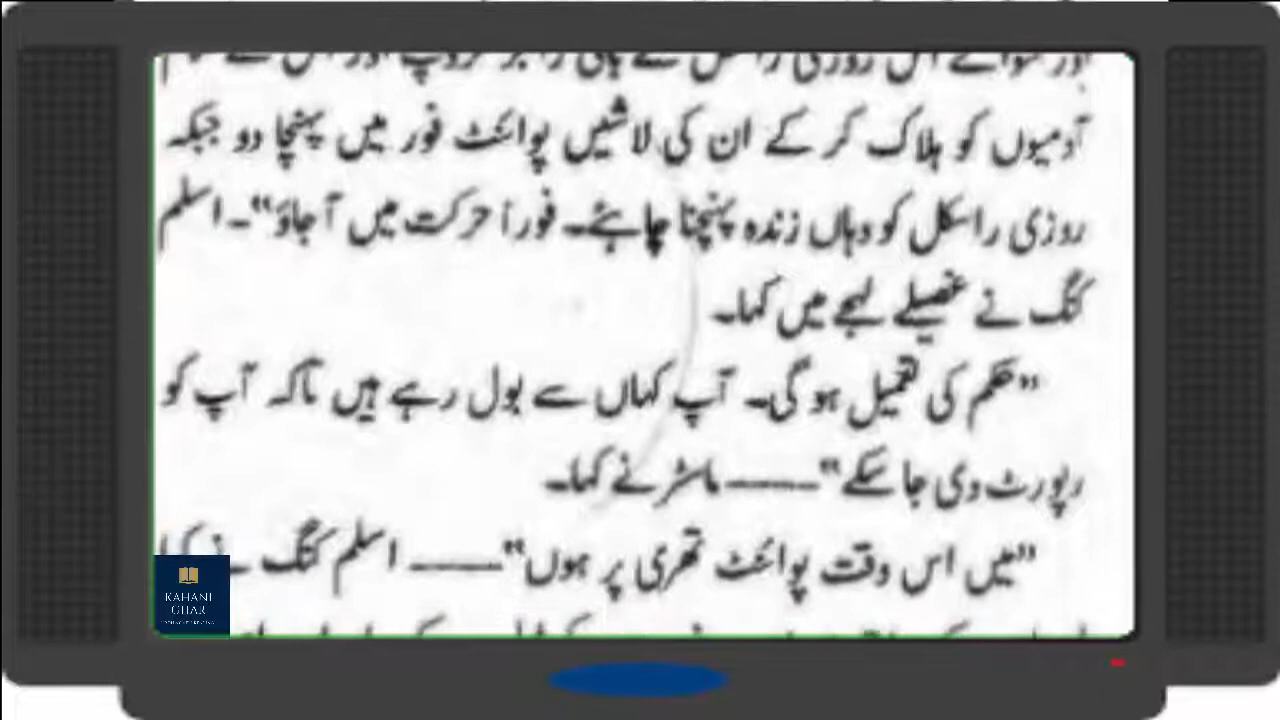 آدمیوں کو ہلاک کر کے ان کی لاشیں پوائنٹ فور میں پہنچا دو جبکہ
روزی راسکل کو وہاں زندہ پہنچنا چاہئے۔ فوراً حرکت میں آ جاؤ"۔ اسلم
کنگ نے غصیلے لہجے میں کہا۔
"حکم کی تعمیل ہو گی۔ آپ کہاں سے بول رہے ہیں تاکہ آپ کو
رپورٹ دی جا سکے"——— ماسٹر نے کہا۔
"میں اس وقت پوائنٹ تھری پر ہوں"——— اسلم کنگ نے کہا
KAHANI
GHAR